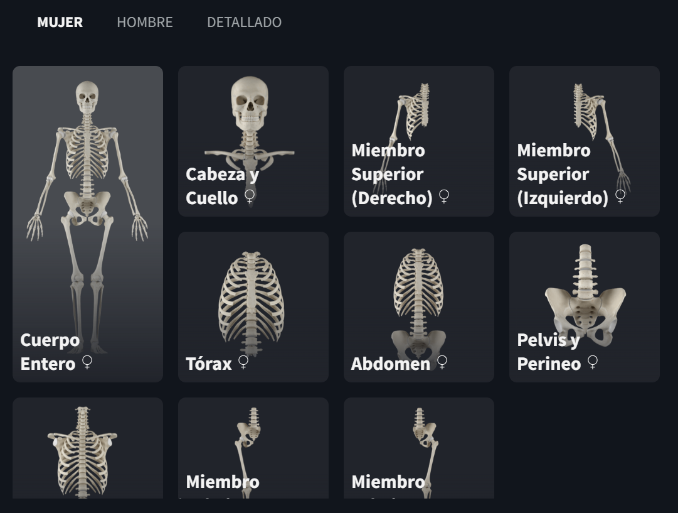 MUJER HOMBRE DETALLADO
Cuerpo
Entero ♀
Cabeza y
Cuello ♀
Miembro
Superior
(Derecho) ♀
Miembro
Superior
(Izquierdo) ♀
Tórax ♀
Abdomen ♀
Pelvis y
Perineo ♀
Miembro
Miembro